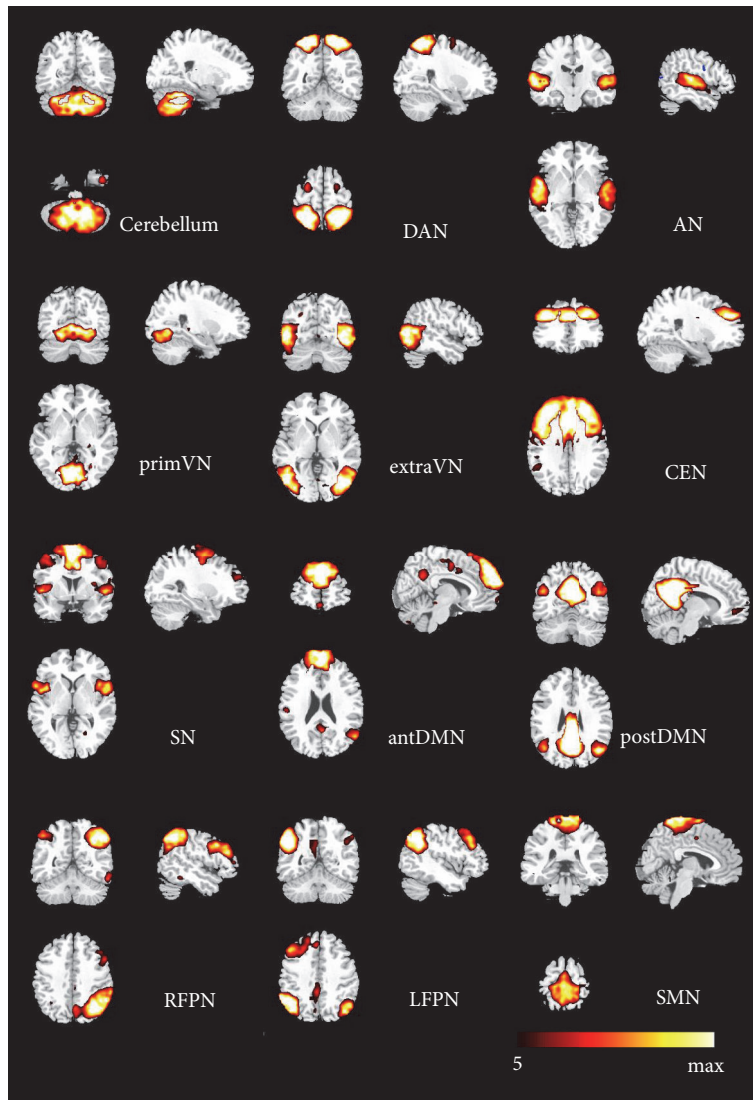 Cerebellum
DAN
AN
primVN
extraVN
CEN
SN
antDMN
postDMN
RFPN
LFPN
SMN
5 max